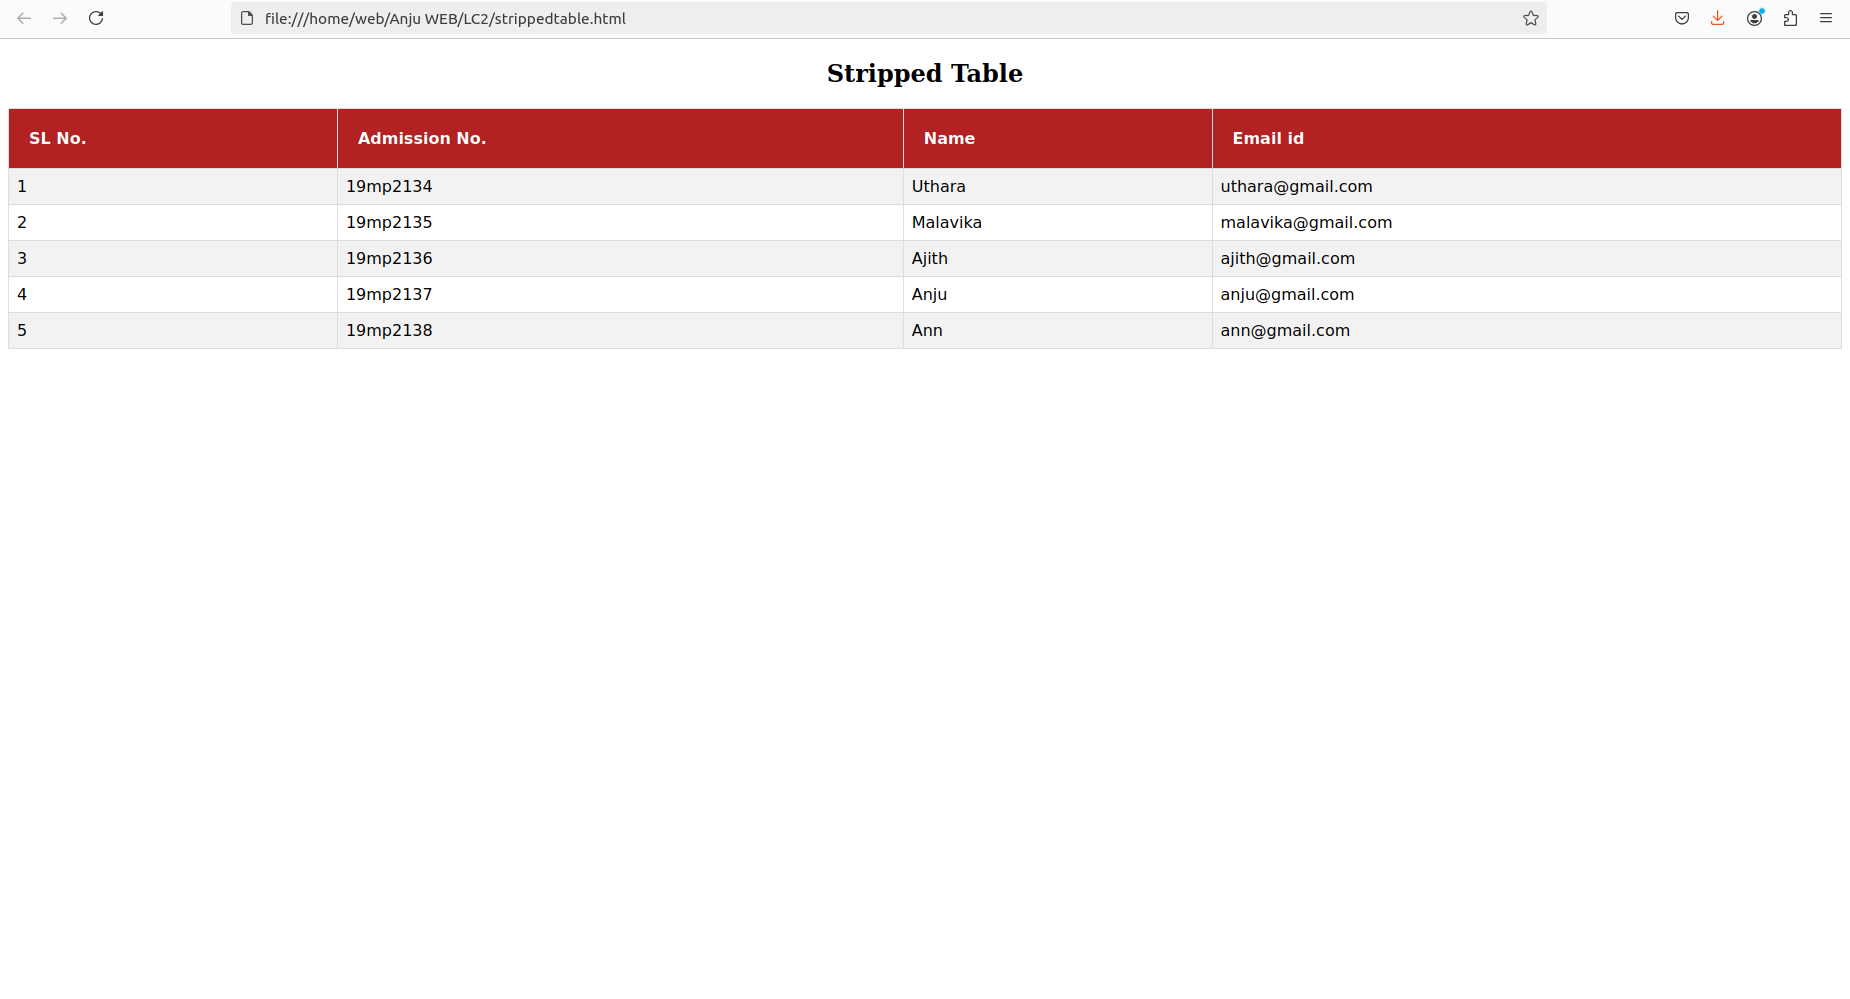 file:///home/web/Anju WEB/LC2/strippedtable.html
Stripped Table
SL No. Admission No. Name Email id
1 19mp2134 Uthara uthara@gmail.com
2 19mp2135 Malavika malavika@gmail.com
3 19mp2136 Ajith ajith@gmail.com
4 19mp2137 Anju anju@gmail.com
5 19mp2138 Ann ann@gmail.com